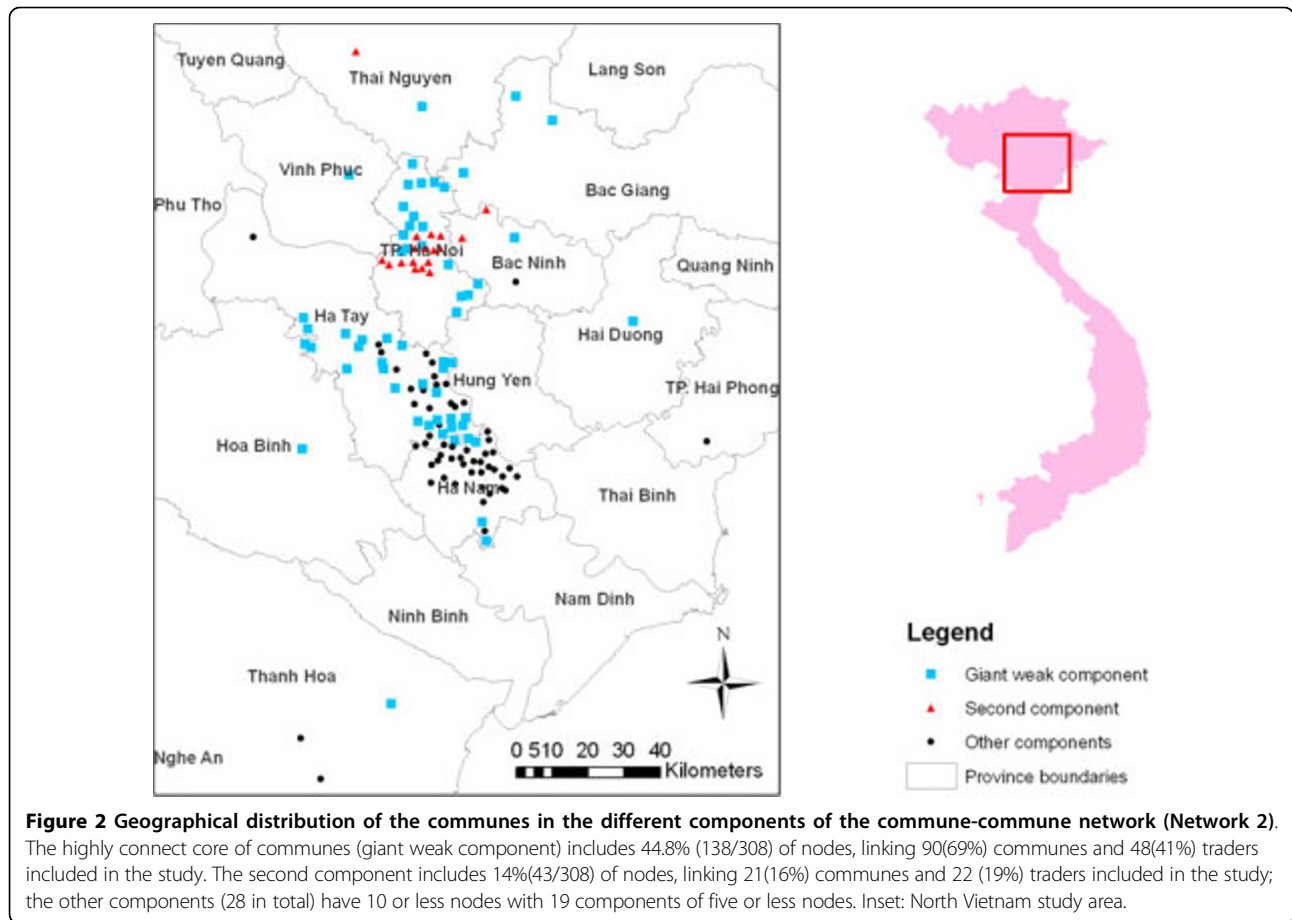 Tuyen Quang
Thai Nguyen
Lang Son
Vinh Phuc
Bac Giang
Phu Tho
TP. Ha Noi
Bac Ninh
Quang Ninh
Ha Tay
Hai Duong
Hung Yen
TP. Hai Phong
Hoa Binh
Ha Nam
Thai Binh
Nam Dinh
Ninh Binh
Thanh Hoa
Nghe An
N
0 5 10 20 30 40
Kilometers
Legend
Giant weak component
Second component
Other components
Province boundaries
Figure 2 Geographical distribution of the communes in the different components of the commune-commune network (Network 2).
The highly connect core of communes (giant weak component) includes 44.8% (138/308) of nodes, linking 90(69%) communes and 48(41%) traders
included in the study. The second component includes 14%(43/308) of nodes, linking 21(16%) communes and 22 (19%) traders included in the study;
the other components (28 in total) have 10 or less nodes with 19 components of five or less nodes. Inset: North Vietnam study area.